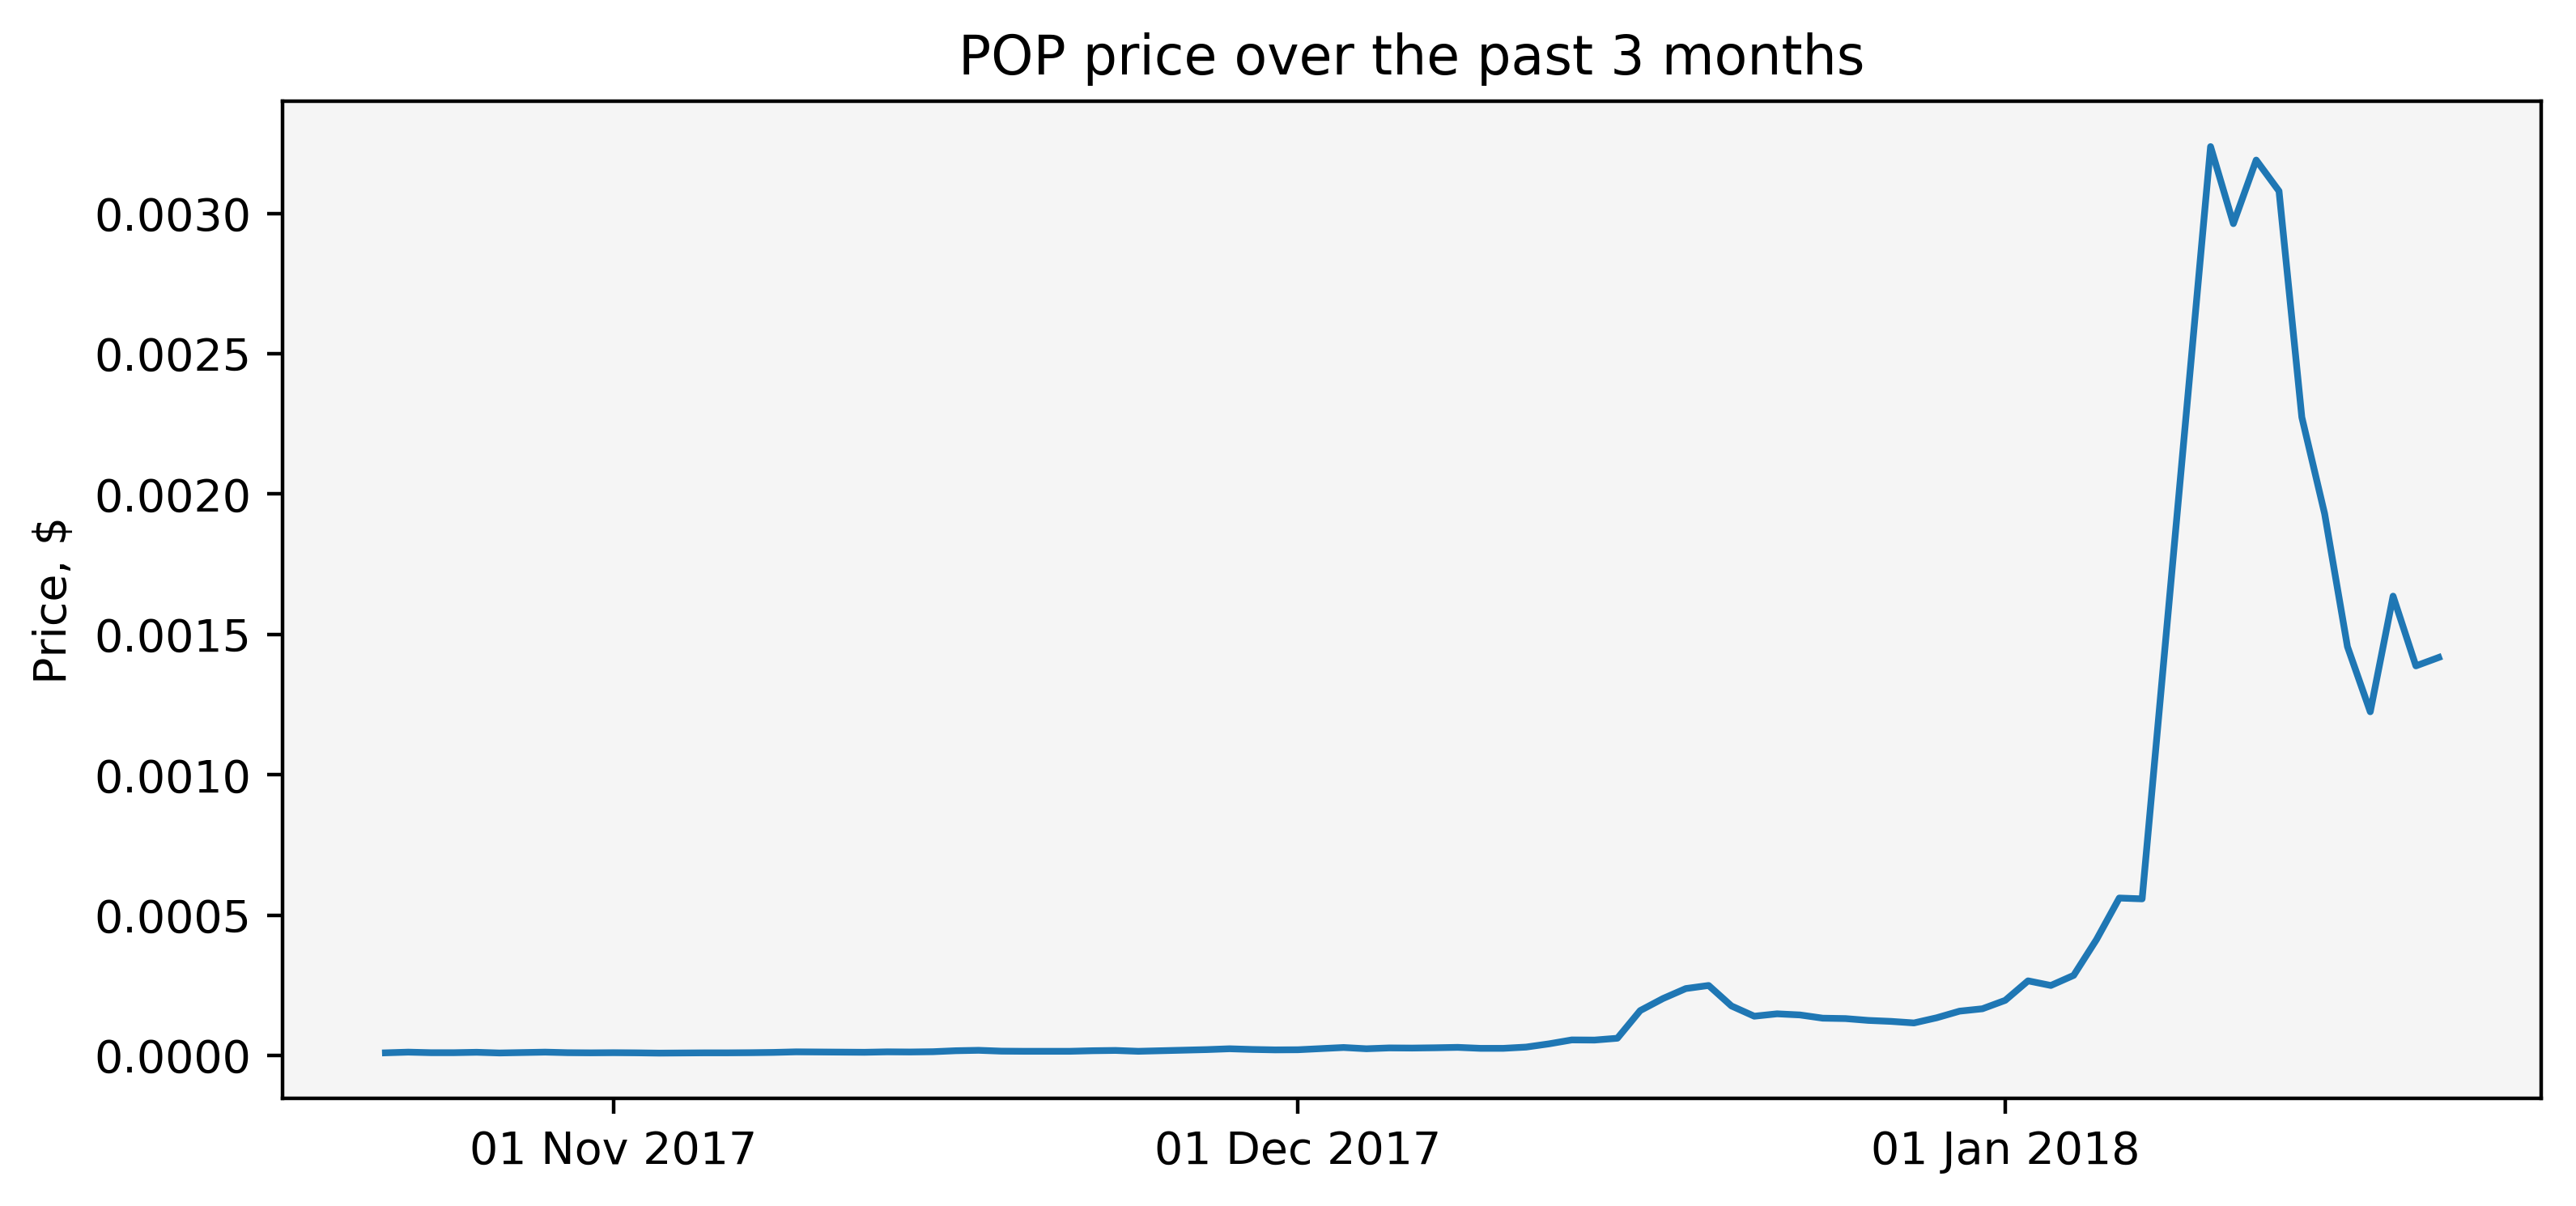 POP price over the past 3 months
Price, $
0.0030
0.0025
0.0020
0.0015
0.0010
0.0005
0.0000
01 Nov 2017
01 Dec 2017
01 Jan 2018